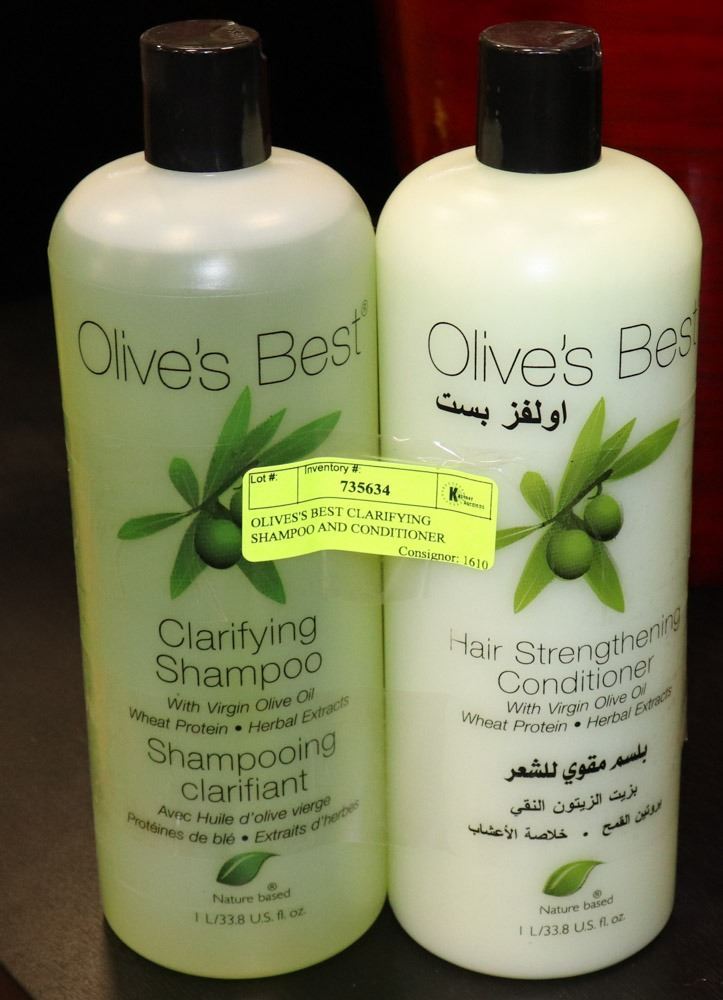 Olive's Best®
Clarifying
Shampoo
With Virgin Olive Oil
Wheat Protein • Herbal Extracts
Shampooing
clarifiant
Avec Huile d'olive vierge
Protéines de blé • Extraits d'herbes
®
Nature based
1 L/33.8 U.S. fl. oz.
Lot #:
Inventory #:
735634
OLIVES'S BEST CLARIFYING
SHAMPOO AND CONDITIONER
Consignor: 1610
Kastner
Auctions
Olive's Best
اولفز بست
Hair Strengthening
Conditioner
With Virgin Olive Oil
Wheat Protein • Herbal Extracts
بلسم مقوي للشعر
بزيت الزيتون النقي
بروتين القمح • خلاصة الأعشاب
®
Nature based
1 L/33.8 U.S. fl. oz.